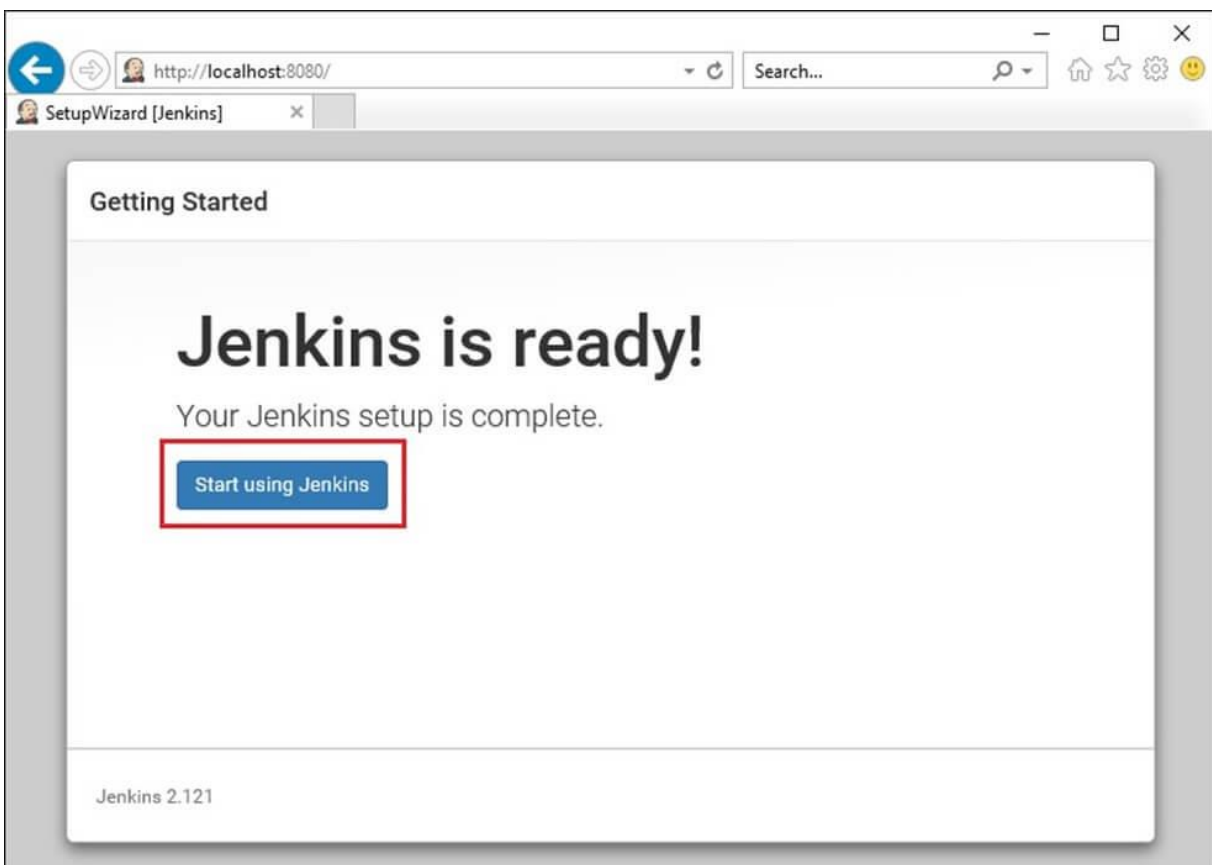 http://localhost:8080/
Search...
SetupWizard [Jenkins]
Getting Started
Jenkins is ready!
Your Jenkins setup is complete.
Start using Jenkins
Jenkins 2.121